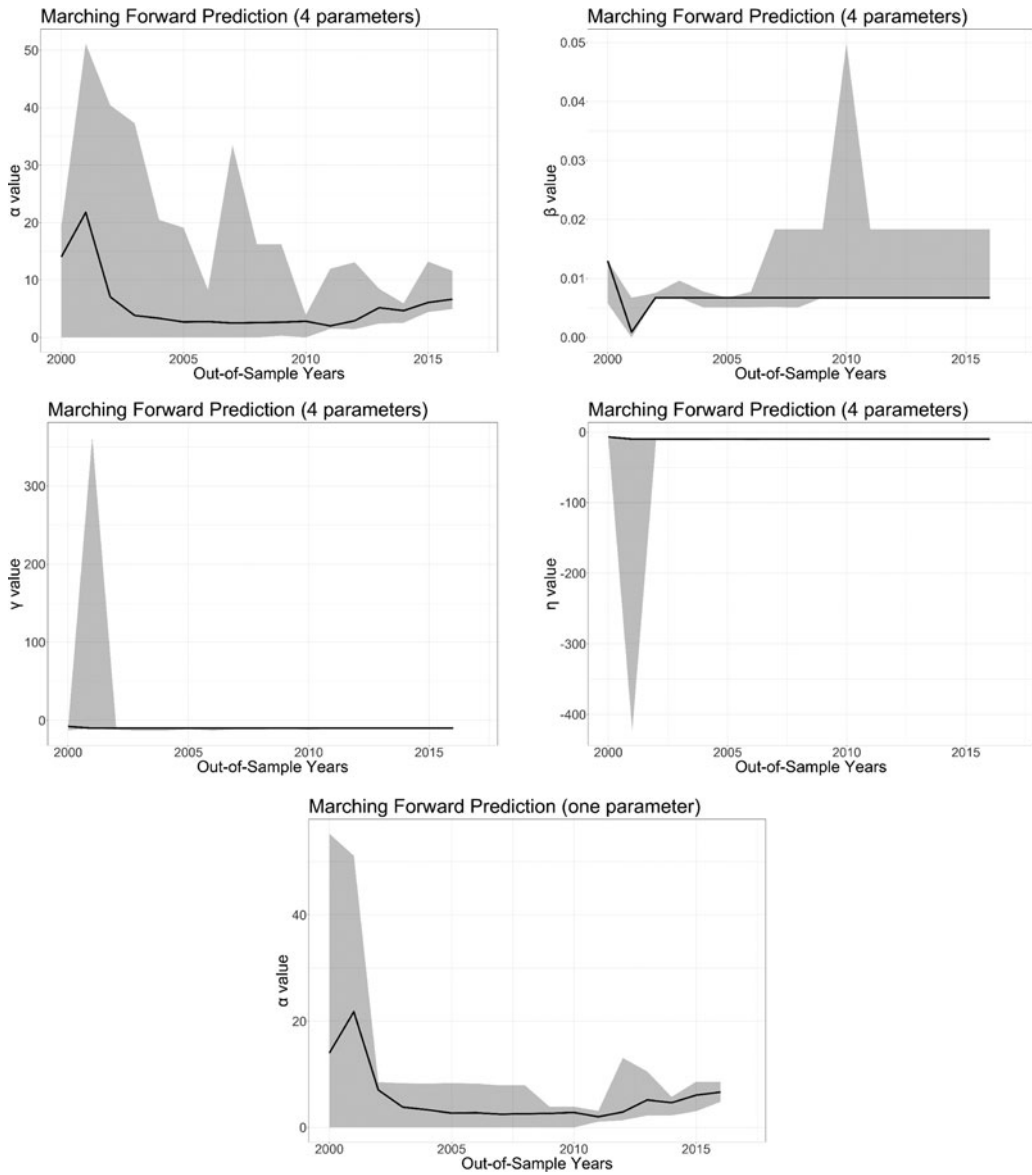 Marching Forward Prediction (4 parameters)
50
40
30
20
10
0
α value
2000
2005
2010
2015
Out-of-Sample Years
Marching Forward Prediction (4 parameters)
0.05
0.04
0.03
0.02
0.01
0.00
β value
2000
2005
2010
2015
Out-of-Sample Years
Marching Forward Prediction (4 parameters)
300
200
100
0
γ value
2000
2005
2010
2015
Out-of-Sample Years
Marching Forward Prediction (4 parameters)
0
-100
-200
-300
-400
η value
2000
2005
2010
2015
Out-of-Sample Years
Marching Forward Prediction (one parameter)
40
20
0
α value
2000
2005
2010
2015
Out-of-Sample Years